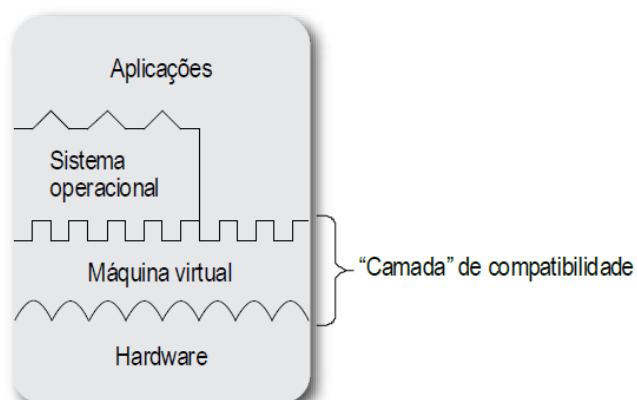 Aplicações
Sistema
operacional
Máquina virtual
“Camada” de compatibilidade
Hardware